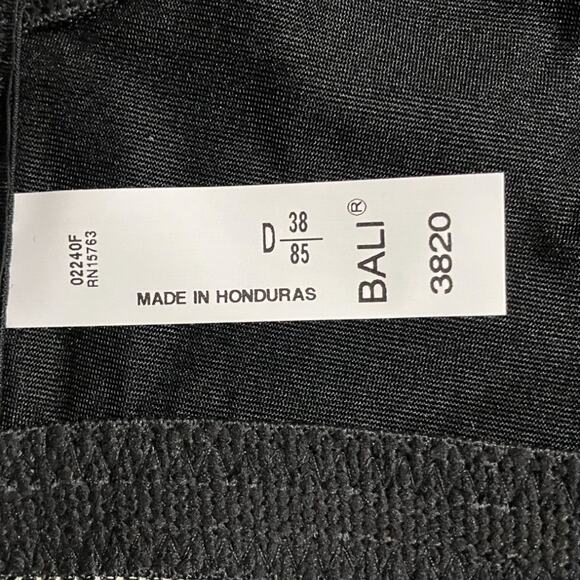 02240F
RN15763
D 38
85
MADE IN HONDURAS
BALI®
3820